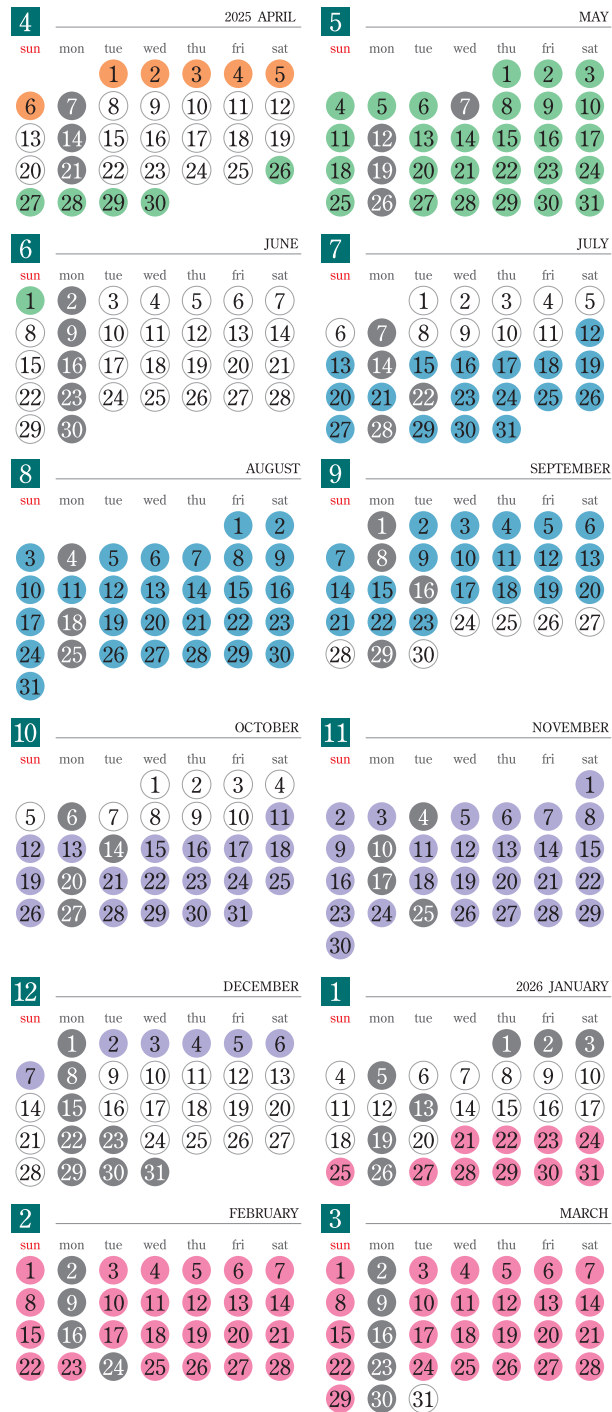 4 2025 APRIL
sun mon tue wed thu fri sat
1 2 3 4 5
6 7 8 9 10 11 12
13 14 15 16 17 18 19
20 21 22 23 24 25 26
27 28 29 30
5 MAY
sun mon tue wed thu fri sat
1 2 3
4 5 6 7 8 9 10
11 12 13 14 15 16 17
18 19 20 21 22 23 24
25 26 27 28 29 30 31
6 JUNE
sun mon tue wed thu fri sat
1 2 3 4 5 6 7
8 9 10 11 12 13 14
15 16 17 18 19 20 21
22 23 24 25 26 27 28
29 30
7 JULY
sun mon tue wed thu fri sat
1 2 3 4 5
6 7 8 9 10 11 12
13 14 15 16 17 18 19
20 21 22 23 24 25 26
27 28 29 30 31
8 AUGUST
sun mon tue wed thu fri sat
1 2
3 4 5 6 7 8 9
10 11 12 13 14 15 16
17 18 19 20 21 22 23
24 25 26 27 28 29 30
31
9 SEPTEMBER
sun mon tue wed thu fri sat
1 2 3 4 5 6
7 8 9 10 11 12 13
14 15 16 17 18 19 20
21 22 23 24 25 26 27
28 29 30
10 OCTOBER
sun mon tue wed thu fri sat
1 2 3 4
5 6 7 8 9 10 11
12 13 14 15 16 17 18
19 20 21 22 23 24 25
26 27 28 29 30 31
11 NOVEMBER
sun mon tue wed thu fri sat
1
2 3 4 5 6 7 8
9 10 11 12 13 14 15
16 17 18 19 20 21 22
23 24 25 26 27 28 29
30
12 DECEMBER
sun mon tue wed thu fri sat
1 2 3 4 5 6
7 8 9 10 11 12 13
14 15 16 17 18 19 20
21 22 23 24 25 26 27
28 29 30 31
1 2026 JANUARY
sun mon tue wed thu fri sat
1 2 3
4 5 6 7 8 9 10
11 12 13 14 15 16 17
18 19 20 21 22 23 24
25 26 27 28 29 30 31
2 FEBRUARY
sun mon tue wed thu fri sat
1 2 3 4 5 6 7
8 9 10 11 12 13 14
15 16 17 18 19 20 21
22 23 24 25 26 27 28
3 MARCH
sun mon tue wed thu fri sat
1 2 3 4 5 6 7
8 9 10 11 12 13 14
15 16 17 18 19 20 21
22 23 24 25 26 27 28
29 30 31